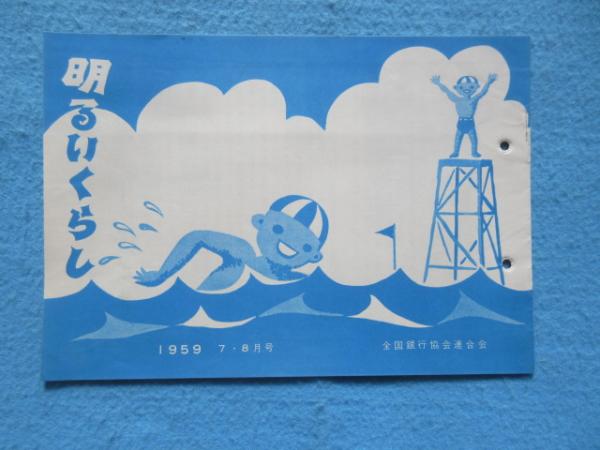 明るいくらし
1959 7・8月号
全国銀行協会連合会